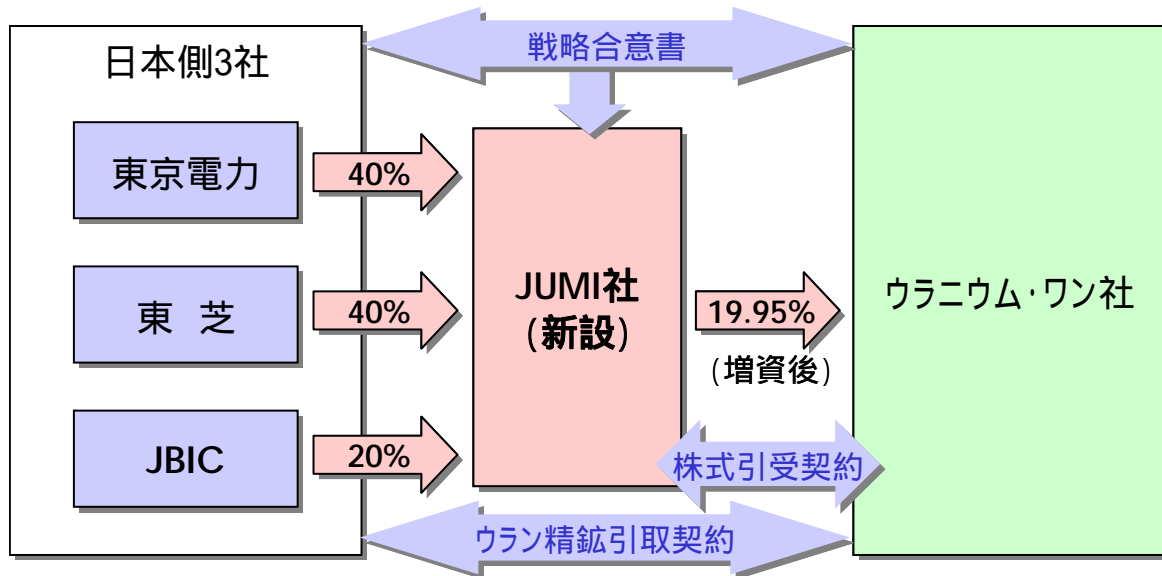 戦略合意書
日本側3社
東京電力
40%
東 芝
40%
JBIC
20%
JUMI社
(新設)
19.95%
(増資後)
ウラニウム・ワン社
株式引受契約
ウラン精鉱引取契約